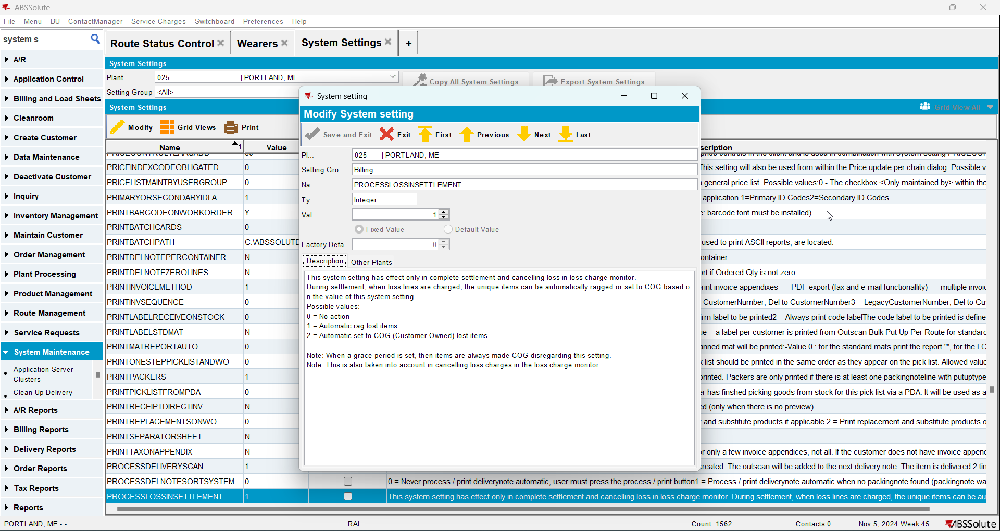 ABSSolute
File Menu BU ContactManager Service Charges Switchboard Preferences Help
system s
Route Status Control
Wearers
System Settings
+
A/R
Application Control
Billing and Load Sheets
Cleanroom
Create Customer
Data Maintenance
Deactivate Customer
Inquiry
Inventory Management
Maintain Customer
Order Management
Plant Processing
Product Management
Route Management
Service Requests
System Maintenance
Application Server
Clusters
Clean Up Delivery
A/R Reports
Billing Reports
Delivery Reports
Order Reports
Tax Reports
Reports
System Settings
Plant 025 | PORTLAND, ME
Copy All System Settings
Export System Settings
Setting Group <All>
System Settings
Grid View All
Modify Grid Views Print
Name 1 Value
scription
PRICEINDEXCODEOBLIGATED 0 This setting will also be used from within the Price update per chain dialog. Possible v
PRICELISTMAINTBYUSERGROUP 0 general price list. Possible values:0 - The checkbox <Only maintained by> within the
PRIMARYORSECONDARYIDLA 1 application.1=Primary ID Codes2=Secondary ID Codes
PRINTBARCODEONWORKORDER Y e: barcode font must be installed)
PRINTBATCHCARDS 0
PRINTBATCHPATH C:\ABSSOLUTE used to print ASCII reports, are located.
PRINTDELNOTEPERCONTAINER N ontainer
PRINTDELNOTEZEROLINES N rt if Ordered Qty is not zero.
PRINTINVOICEMETHOD 1 rint invoice appendixes - PDF export (fax and e-mail functionallity) - multiple invoic
PRINTINVSEQUENCE 0 CustomerNumber, Del to CustomerNumber3 = LegacyCustomerNumber, Del to Cu
PRINTLABELRECEIVEONSTOCK 0 irm label to be printed2 = Always print code labelThe code label to be printed is define
PRINTLABELSTDMAT N ue = a label per customer is printed from Outscan Bulk Put Up Per Route for standard
PRINTMATREPORTAUTO 0 anned mat will be printed:-Value 0 : for the standard mats print the report "", for the LC
PRINTONESTEPPICKLISTANDWO 0 k list should be printed in the same order as they appear on the pick list. Allowed value
PRINTPACKERS 1 printed. Packers are only printed if there is at least one packingnoteline with putuptype
PRINTPICKLISTFROMPDA 0 er has finshed picking goods from stock for this pick list via a PDA. It will be used as a
PRINTRECEIPTDIRECTINV N ed (only when there is no preview).
PRINTREPLACEMENTSONWO 0 and substitute products if applicable.2 = Print replacement and substitute products o
PRINTSEPARATORSHEET N
PRINTTAXONAPPENDIX N or only a few invoice appendices, not all. If the customer does not have invoice append
PROCESSDELIVERYSCAN 1 reated. The outscan will be added to the next delivery note. The item is delivered 2 tin
PROCESSDELNOTESORTSYSTEM 0 0 = Never process / print deliverynote automatic, user must press the process / print button1 = Process / print deliverynote automatic when no packingnote found (packingnote wa
PROCESSLOSSINSETTLEMENT 1 This system setting has effect only in complete settlement and cancelling loss in loss charge monitor. During settlement, when loss lines are charged, the unique items can be au
System setting
Modify System setting
Save and Exit Exit First Previous Next Last
Pl... 025 | PORTLAND, ME
Setting Gro... Billing
Na... PROCESSLOSSINSETTLEMENT
Ty... Integer
Val... 1
Fixed Value Default Value
Factory Defa... 0
Description Other Plants
This system setting has effect only in complete settlement and cancelling loss in loss charge monitor.
During settlement, when loss lines are charged, the unique items can be automatically ragged or set to COG based o
n the value of this system setting.
Possible values:
0 = No action
1 = Automatic rag lost items
2 = Automatic set to COG (Customer Owned) lost items.
Note: When a grace period is set, then items are always made COG disregarding this setting.
Note: This is also taken into account in cancelling loss charges in the loss charge monitor
PORTLAND, ME - - RAL Count: 1562 Contacts 0 Nov 5, 2024 Week 45 ABSSolute